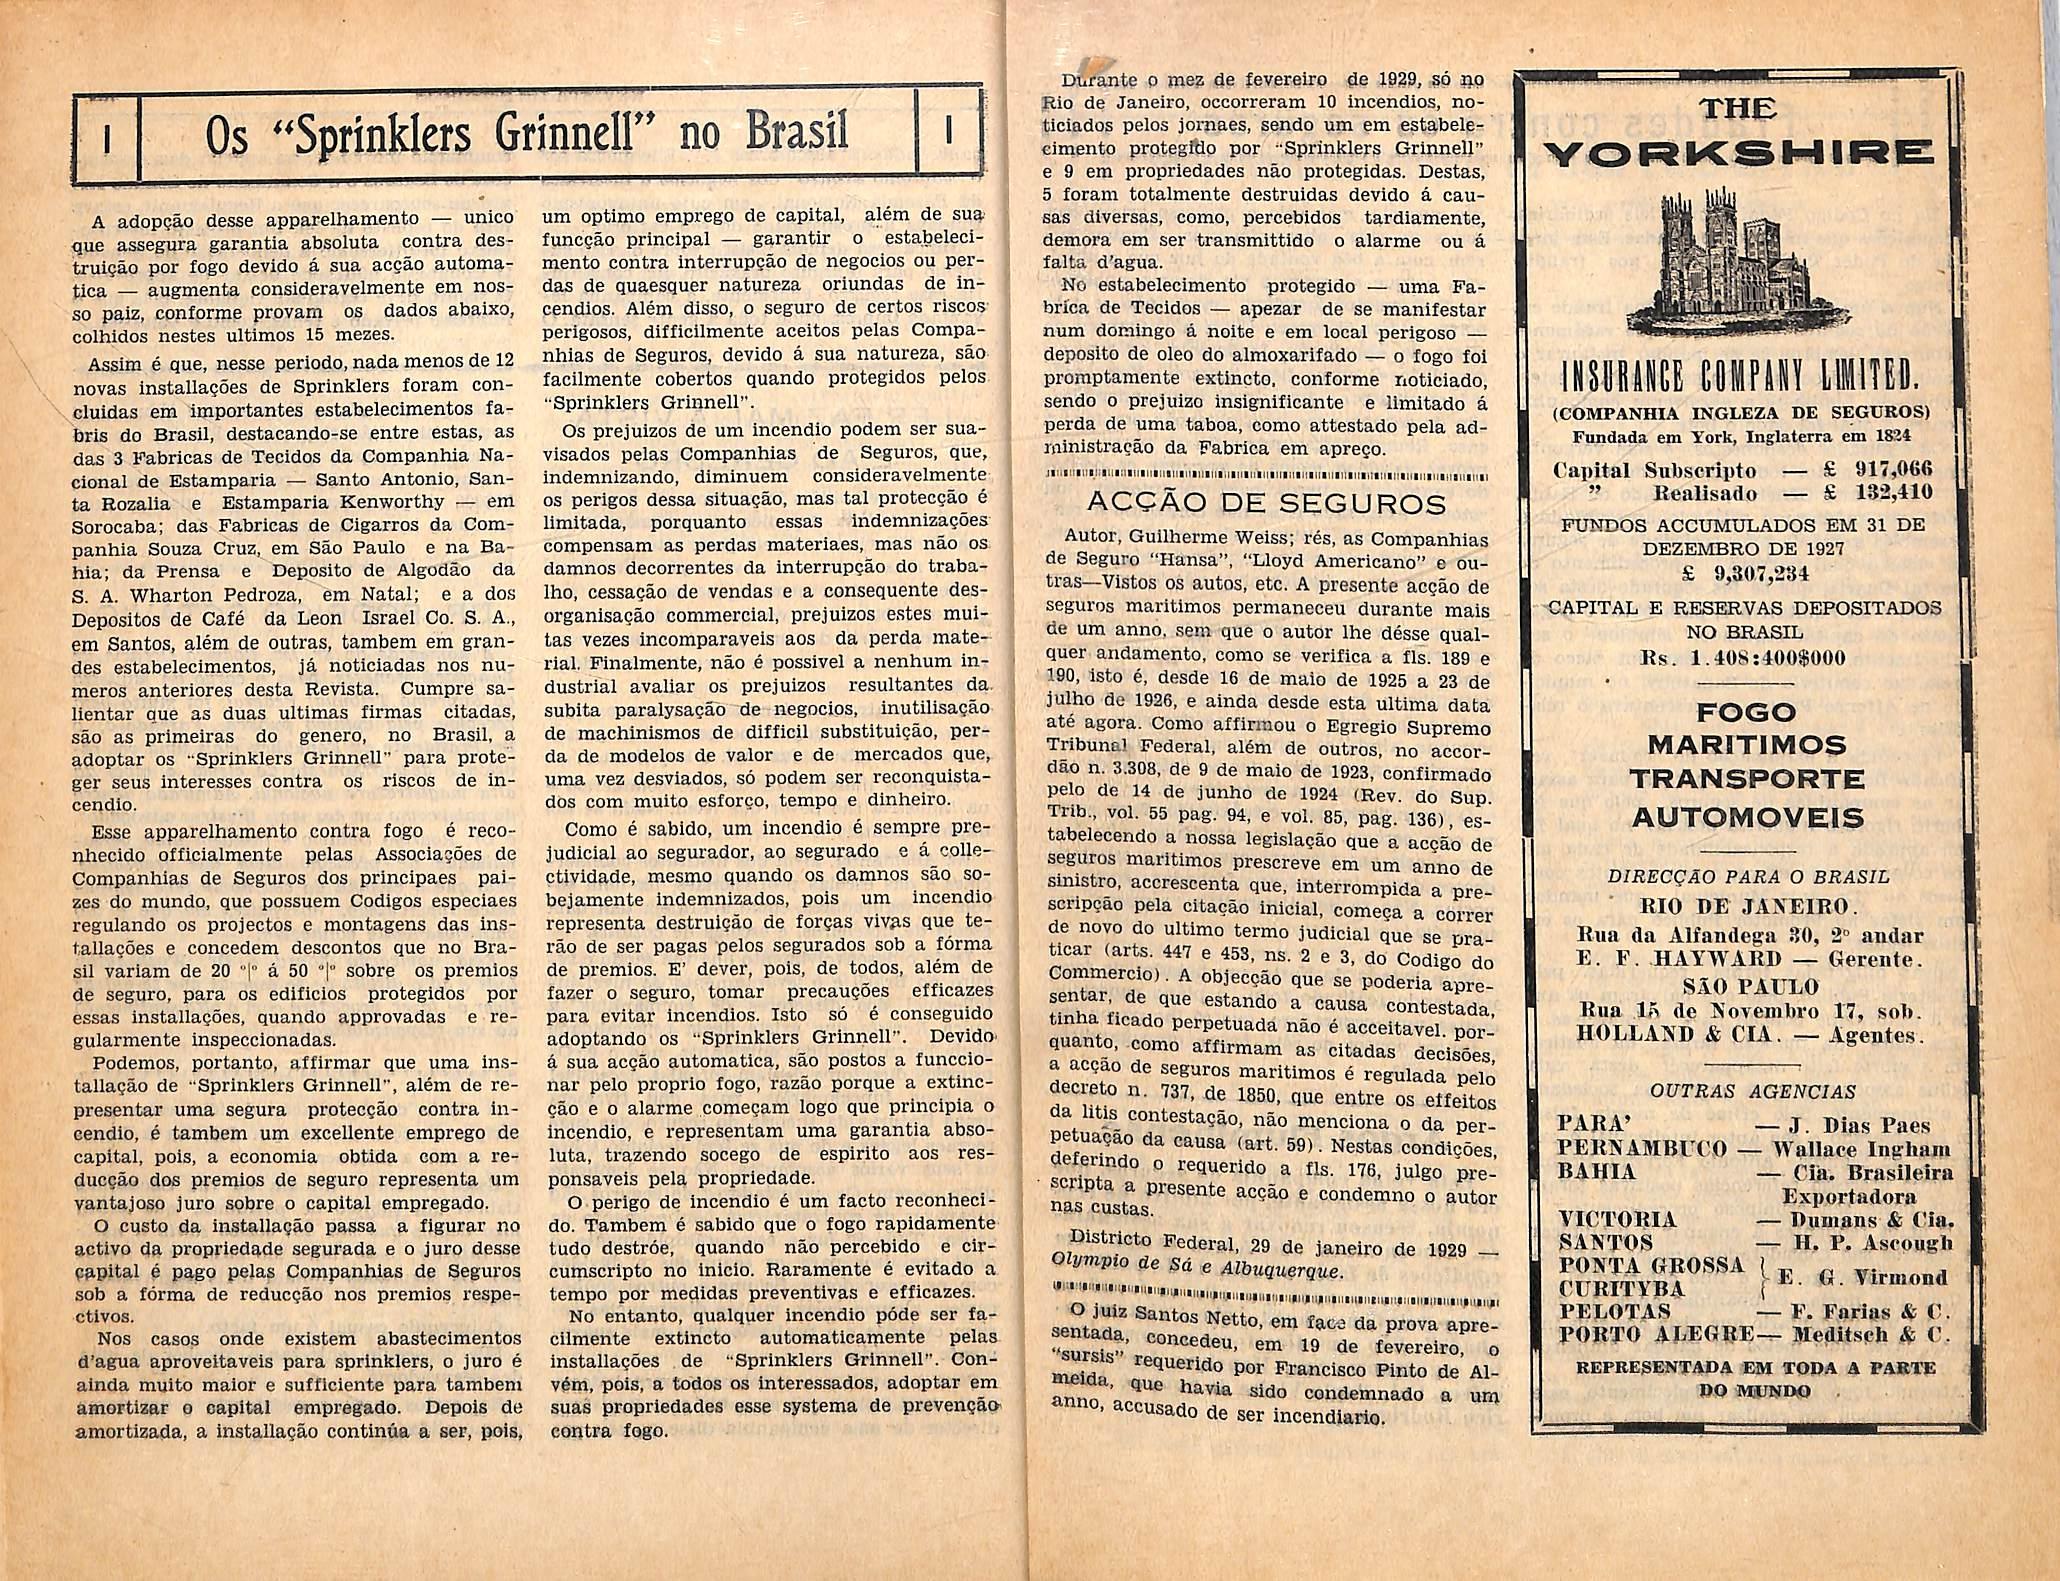 I Os “Sprinklers Grinnell” no Brasil I
A adopção desse apparelhamento — unico
que assegura garantia absoluta contra des-
truição por fogo devido á sua acção automa-
tica — augmenta consideravelmente em nos-
so paiz, conforme provam os dados abaixo,
colhidos nestes ultimos 15 mezes.
Assim é que, nesse periodo, nada menos de 12
novas installações de Sprinklers foram con-
cluidas em importantes estabelecimentos fa-
bris do Brasil, destacando-se entre estas, as
das 3 Fabricas de Tecidos da Companhia Na-
cional de Estamparia — Santo Antonio, San-
ta Rozalia e Estamparia Kenworthy — em
Sorocaba; das Fabricas de Cigarros da Com-
panhia Souza Cruz, em São Paulo e na Ba-
hia; da Prensa e Deposito de Algodão da
S. A. Wharton Pedroza, em Natal; e a dos
Depositos de Café da Leon Israel Co. S. A.,
em Santos, além de outras, tambem em gran-
des estabelecimentos, já noticiadas nos nu-
meros anteriores desta Revista. Cumpre sa-
lientar que as duas ultimas firmas citadas,
são as primeiras do genero, no Brasil, a
adoptar os “Sprinklers Grinnell” para prote-
ger seus interesses contra os riscos de in-
cendio.
Esse apparelhamento contra fogo é reco-
nhecido officialmente pelas Associações de
Companhias de Seguros dos principaes pai-
zes do mundo, que possuem Codigos especiaes
regulando os projectos e montagens das ins-
tallações e concedem descontos que no Bra-
sil variam de 20 °|° á 50 °|° sobre os premios
de seguro, para os edificios protegidos por
essas installações, quando approvadas e re-
gularmente inspeccionadas.
Podemos, portanto, affirmar que uma ins-
tallação de “Sprinklers Grinnell”, além de re-
presentar uma segura protecção contra in-
cendio, é tambem um excellente emprego de
capital, pois, a economia obtida com a re-
ducção dos premios de seguro representa um
vantajoso juro sobre o capital empregado.
O custo da installação passa a figurar no
activo da propriedade segurada e o juro desse
capital é pago pelas Companhias de Seguros
sob a fórma de reducção nos premios respe-
ctivos.
Nos casos onde existem abastecimentos
d’agua aproveitaveis para sprinklers, o juro é
ainda muito maior e sufficiente para tambem
amortizar o capital empregado. Depois de
amortizada, a installação continúa a ser, pois,
um optimo emprego de capital, além de sua
funcção principal — garantir o estabeleci-
mento contra interrupção de negocios ou per-
das de quaesquer natureza oriundas de in-
cendios. Além disso, o seguro de certos riscos
perigosos, difficilmente aceitos pelas Compa-
nhias de Seguros, devido á sua natureza, são
facilmente cobertos quando protegidos pelos
“Sprinklers Grinnell”.
Os prejuizos de um incendio podem ser sua-
visados pelas Companhias de Seguros, que,
indemnizando, diminuem consideravelmente
os perigos dessa situação, mas tal protecção é
limitada, porquanto essas indemnizações
compensam as perdas materiaes, mas não os
damnos decorrentes da interrupção do traba-
lho, cessação de vendas e a consequente des-
organisação commercial, prejuizos estes mui-
tas vezes incomparaveis aos da perda mate-
rial. Finalmente, não é possivel a nenhum in-
dustrial avaliar os prejuizos resultantes da
subita paralysação de negocios, inutilisação
de machinismos de difficil substituição, per-
da de modelos de valor e de mercados que,
uma vez desviados, só podem ser reconquista-
dos com muito esforço, tempo e dinheiro.
Como é sabido, um incendio é sempre pre-
judicial ao segurador, ao segurado e á colle-
ctividade, mesmo quando os damnos são so-
bejamente indemnizados, pois um incendio
representa destruição de forças vivas que te-
rão de ser pagas pelos segurados sob a fórma
de premios. E’ dever, pois, de todos, além de
fazer o seguro, tomar precauções efficazes
para evitar incendios. Isto só é conseguido
adoptando os “Sprinklers Grinnell”. Devido
á sua acção automatica, são postos a funccio-
nar pelo proprio fogo, razão porque a extinc-
ção e o alarme começam logo que principia o
incendio, e representam uma garantia abso-
luta, trazendo socego de espirito aos res-
ponsaveis pela propriedade.
O perigo de incendio é um facto reconheci-
do. Tambem é sabido que o fogo rapidamente
tudo destróe, quando não percebido e cir-
cumscripto no inicio. Raramente é evitado a
tempo por medidas preventivas e efficazes.
No entanto, qualquer incendio póde ser fa-
cilmente extincto automaticamente pelas
installações de “Sprinklers Grinnell”. Con-
vém, pois, a todos os interessados, adoptar em
suas propriedades esse systema de prevenção
contra fogo.
Durante o mez de fevereiro de 1929, só no
Rio de Janeiro, occorreram 10 incendios, no-
ticiados pelos jornaes, sendo um em estabele-
cimento protegido por “Sprinklers Grinnell”
e 9 em propriedades não protegidas. Destas,
5 foram totalmente destruidas devido á cau-
sas diversas, como, percebidos tardiamente,
demora em ser transmittido o alarme ou á
falta d’agua.
No estabelecimento protegido — uma Fa-
brica de Tecidos — apezar de se manifestar
num domingo á noite e em local perigoso —
deposito de oleo do almoxarifado — o fogo foi
promptamente extincto, conforme noticiado,
sendo o prejuizo insignificante e limitado á
perda de uma taboa, como attestado pela ad-
ministração da Fabrica em apreço.
ACÇÃO DE SEGUROS
Autor, Guilherme Weiss; rés, as Companhias
de Seguro “Hansa”, “Lloyd Americano” e ou-
tras—Vistos os autos, etc. A presente acção de
seguros maritimos permaneceu durante mais
de um anno, sem que o autor lhe désse qual-
quer andamento, como se verifica a fls. 189 e
190, isto é, desde 16 de maio de 1925 a 23 de
julho de 1926, e ainda desde esta ultima data
até agora. Como affirmou o Egregio Supremo
Tribunal Federal, além de outros, no accor-
dão n. 3.308, de 9 de maio de 1923, confirmado
pelo de 14 de junho de 1924 (Rev. do Sup.
Trib., vol. 55 pag. 94, e vol. 85, pag. 136), es-
tabelecendo a nossa legislação que a acção de
seguros maritimos prescreve em um anno de
sinistro, accrescenta que, interrompida a pre-
scripção pela citação inicial, começa a correr
de novo do ultimo termo judicial que se pra-
ticar (arts. 447 e 453, ns. 2 e 3, do Codigo do
Commercio). A objecção que se poderia apre-
sentar, de que estando a causa contestada,
tinha ficado perpetuada não é acceitavel. por-
quanto, como affirmam as citadas decisões,
a acção de seguros maritimos é regulada pelo
decreto n. 737, de 1850, que entre os effeitos
da litis contestação, não menciona o da per-
petuação da causa (art. 59). Nestas condições,
deferindo o requerido a fls. 176, julgo pre-
scripta a presente acção e condemno o autor
nas custas.
Districto Federal, 29 de janeiro de 1929 —
Olympio de Sá e Albuquerque.
O juiz Santos Netto, em face da prova apre-
sentada, concedeu, em 19 de fevereiro, o
“sursis” requerido por Francisco Pinto de Al-
meida, que havia sido condemnado a um
anno, accusado de ser incendiario.
THE
YORKSHIRE
INSURANCE COMPANY LIMITED.
(COMPANHIA INGLEZA DE SEGUROS)
Fundada em York, Inglaterra em 1824
Capital Subscripto — £ 917,066
” Realisado — £ 132,410
FUNDOS ACCUMULADOS EM 31 DE
DEZEMBRO DE 1927
£ 9,307,234
CAPITAL E RESERVAS DEPOSITADOS
NO BRASIL
Rs. 1.408:400$000
FOGO
MARITIMOS
TRANSPORTE
AUTOMOVEIS
DIRECÇÃO PARA O BRASIL
RIO DE JANEIRO.
Rua da Alfandega 30, 2º andar
E. F. HAYWARD — Gerente.
SÃO PAULO
Rua 15 de Novembro 17, sob.
HOLLAND & CIA. — Agentes.
OUTRAS AGENCIAS
PARA’ — J. Dias Paes
PERNAMBUCO — Wallace Ingham
BAHIA — Cia. Brasileira
Exportadora
VICTORIA — Dumans & Cia.
SANTOS — H. P. Ascough
PONTA GROSSA
CURITYBA } E. G. Virmond
PELOTAS — F. Farias & C.
PORTO ALEGRE — Meditsch & C.
REPRESENTADA EM TODA A PARTE
DO MUNDO